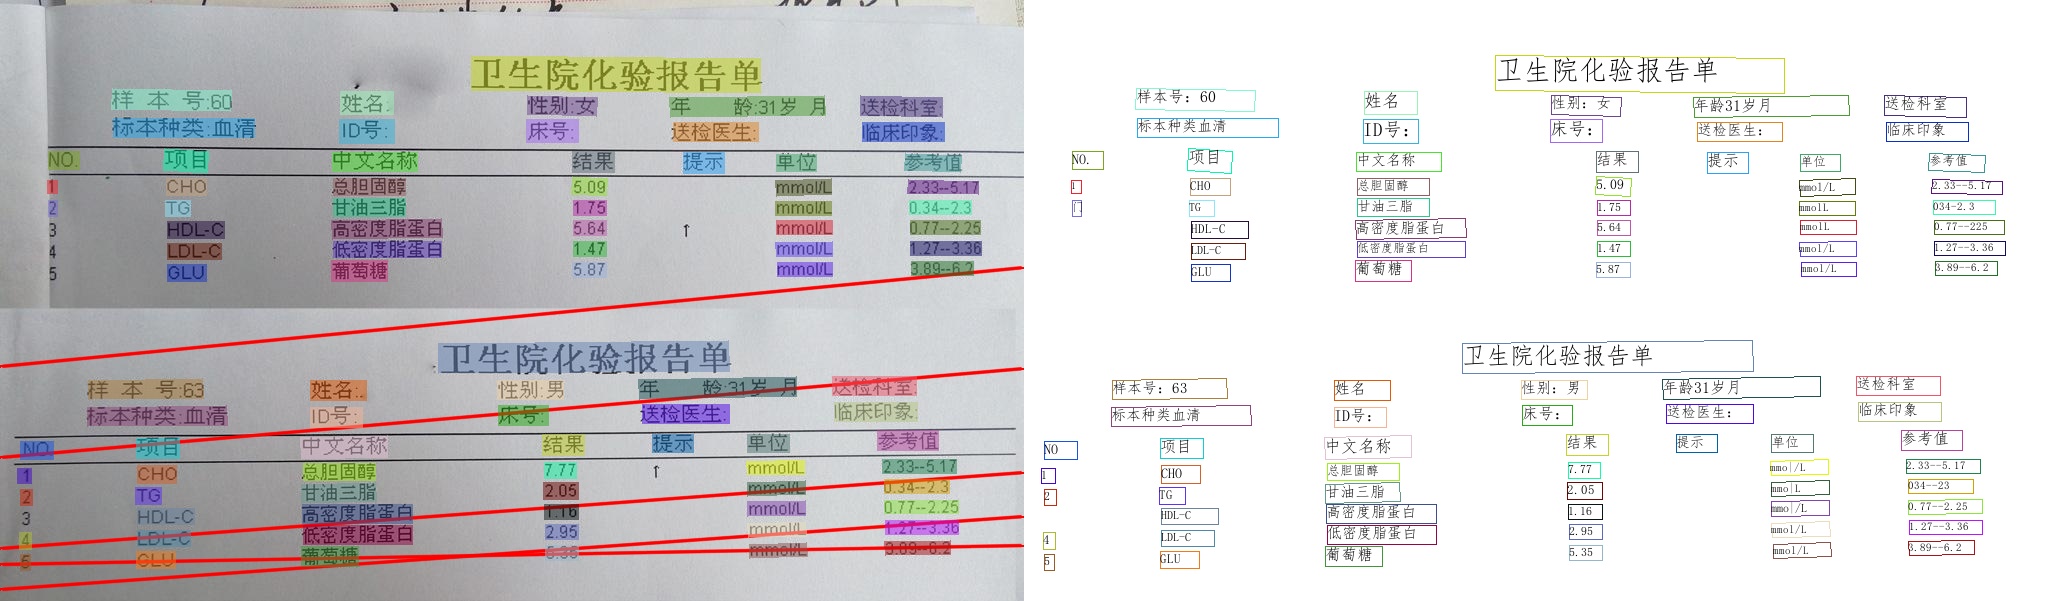 卫生院化验报告单
样 本 号:60 姓名: 性别:女 年 龄:31岁 月 送检科室
标本种类:血清 ID号: 床号: 送检医生: 临床印象:
NO. 项目 中文名称 结果 提示 单位 参考值
1 CHO 总胆固醇 5.09 mmol/L 2.33--5.17
2 TG 甘油三脂 1.75 mmol/L 0.34--2.3
3 HDL-C 高密度脂蛋白 5.64 ↑ mmol/L 0.77--2.25
4 LDL-C 低密度脂蛋白 1.47 mmol/L 1.27--3.36
5 GLU 葡萄糖 5.87 mmol/L 3.89--6.2
卫生院化验报告单
样 本 号:63 姓名: 性别:男 年 龄:31岁 月 送检科室:
标本种类:血清 ID号: 床号: 送检医生: 临床印象:
NO. 项目 中文名称 结果 提示 单位 参考值
1 CHO 总胆固醇 7.77 ↑ mmol/L 2.33--5.17
2 TG 甘油三脂 2.05 mmol/L 0.34--2.3
3 HDL-C 高密度脂蛋白 1.16 mmol/L 0.77--2.25
4 LDL-C 低密度脂蛋白 2.95 mmol/L 1.27--3.36
5 GLU 葡萄糖 5.35 mmol/L 3.89--6.2
卫生院化验报告单
样本号: 60 姓名 性别: 女 年龄31岁月 送检科室
标本种类血清 ID号: 床号: 送检医生: 临床印象
NO. 项目 中文名称 结果 提示 单位 参考值
1 CHO 总胆固醇 5.09 mmol/L 2.33--5.17
TG 甘油三脂 1.75 mmolL 034-2.3
HDL-C 高密度脂蛋白 5.64 mmolL 0.77--225
LDL-C 低密度脂蛋白 1.47 mmol/L 1.27--3.36
GLU 葡萄糖 5.87 mmol/L 3.89--6.2
卫生院化验报告单
样本号: 63 姓名 性别: 男 年龄31岁月 送检科室
标本种类血清 ID号: 床号: 送检医生: 临床印象
NO 项目 中文名称 结果 提示 单位 参考值
1 CHO 总胆固醇 7.77 mmo|/L 2.33--5.17
2 TG 甘油三脂 2.05 mmo|L 034--23
HDL-C 高密度脂蛋白 1.16 mmo|L 0.77--2.25
4 LDL-C 低密度脂蛋白 2.95 mmo|/L 1.27--3.36
5 GLU 葡萄糖 5.35 mmol/L 3.89--6.2